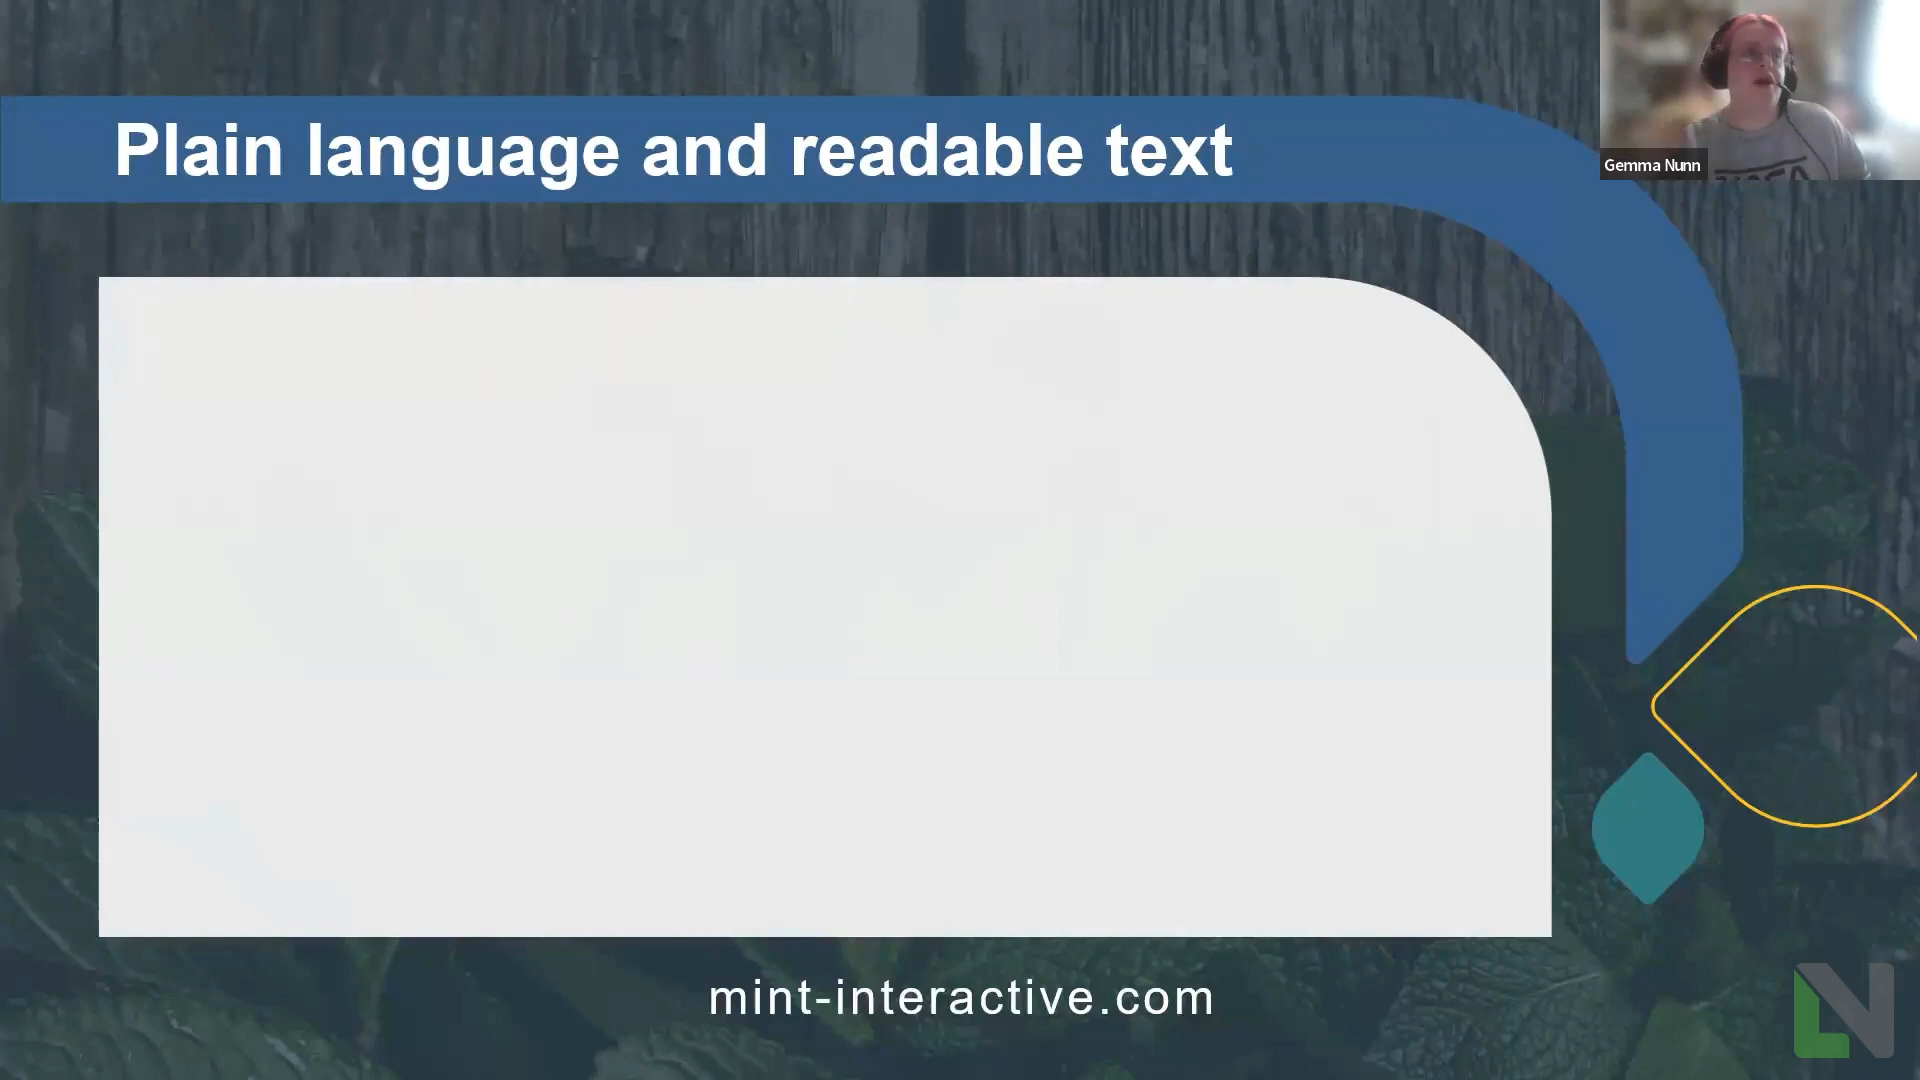 Plain language and readable text
Gemma Nunn
mint-interactive.com